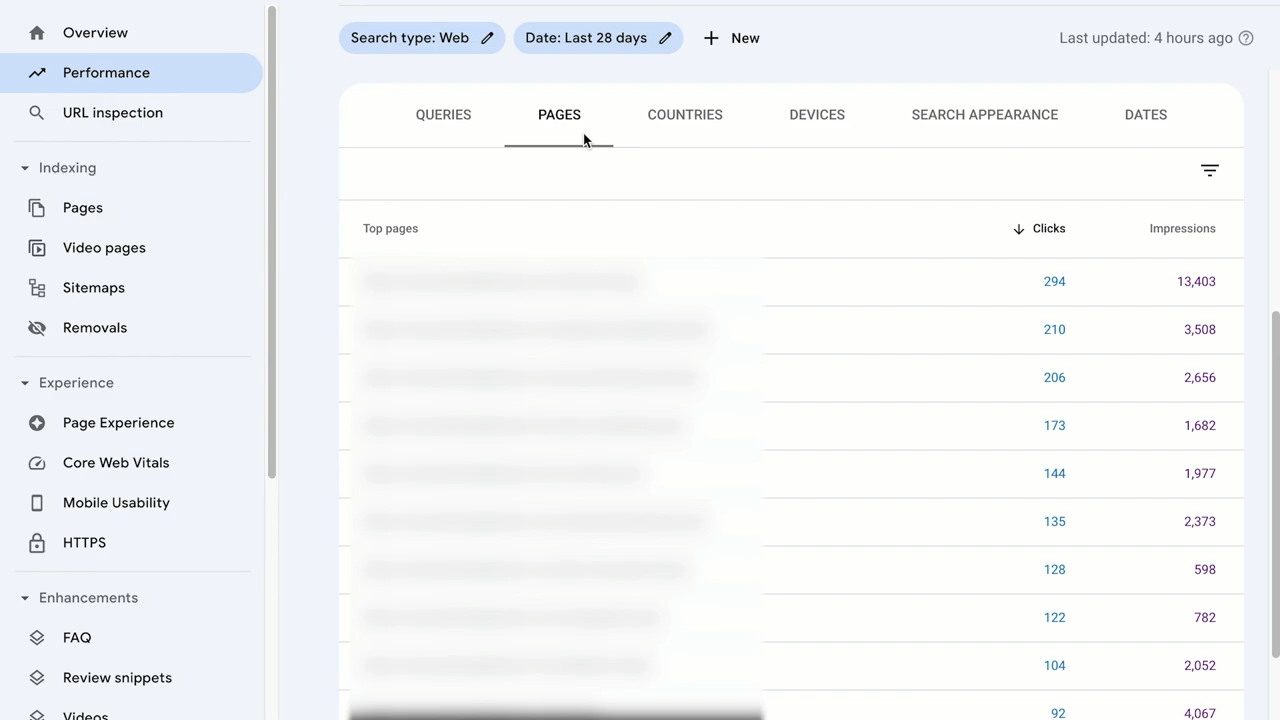 Overview
Performance
URL inspection
Indexing
Pages
Video pages
Sitemaps
Removals
Experience
Page Experience
Core Web Vitals
Mobile Usability
HTTPS
Enhancements
FAQ
Review snippets
Videos
Search type: Web
Date: Last 28 days
+ New
Last updated: 4 hours ago
QUERIES PAGES COUNTRIES DEVICES SEARCH APPEARANCE DATES
Top pages Clicks Impressions
294 13,403
210 3,508
206 2,656
173 1,682
144 1,977
135 2,373
128 598
122 782
104 2,052
92 4,067